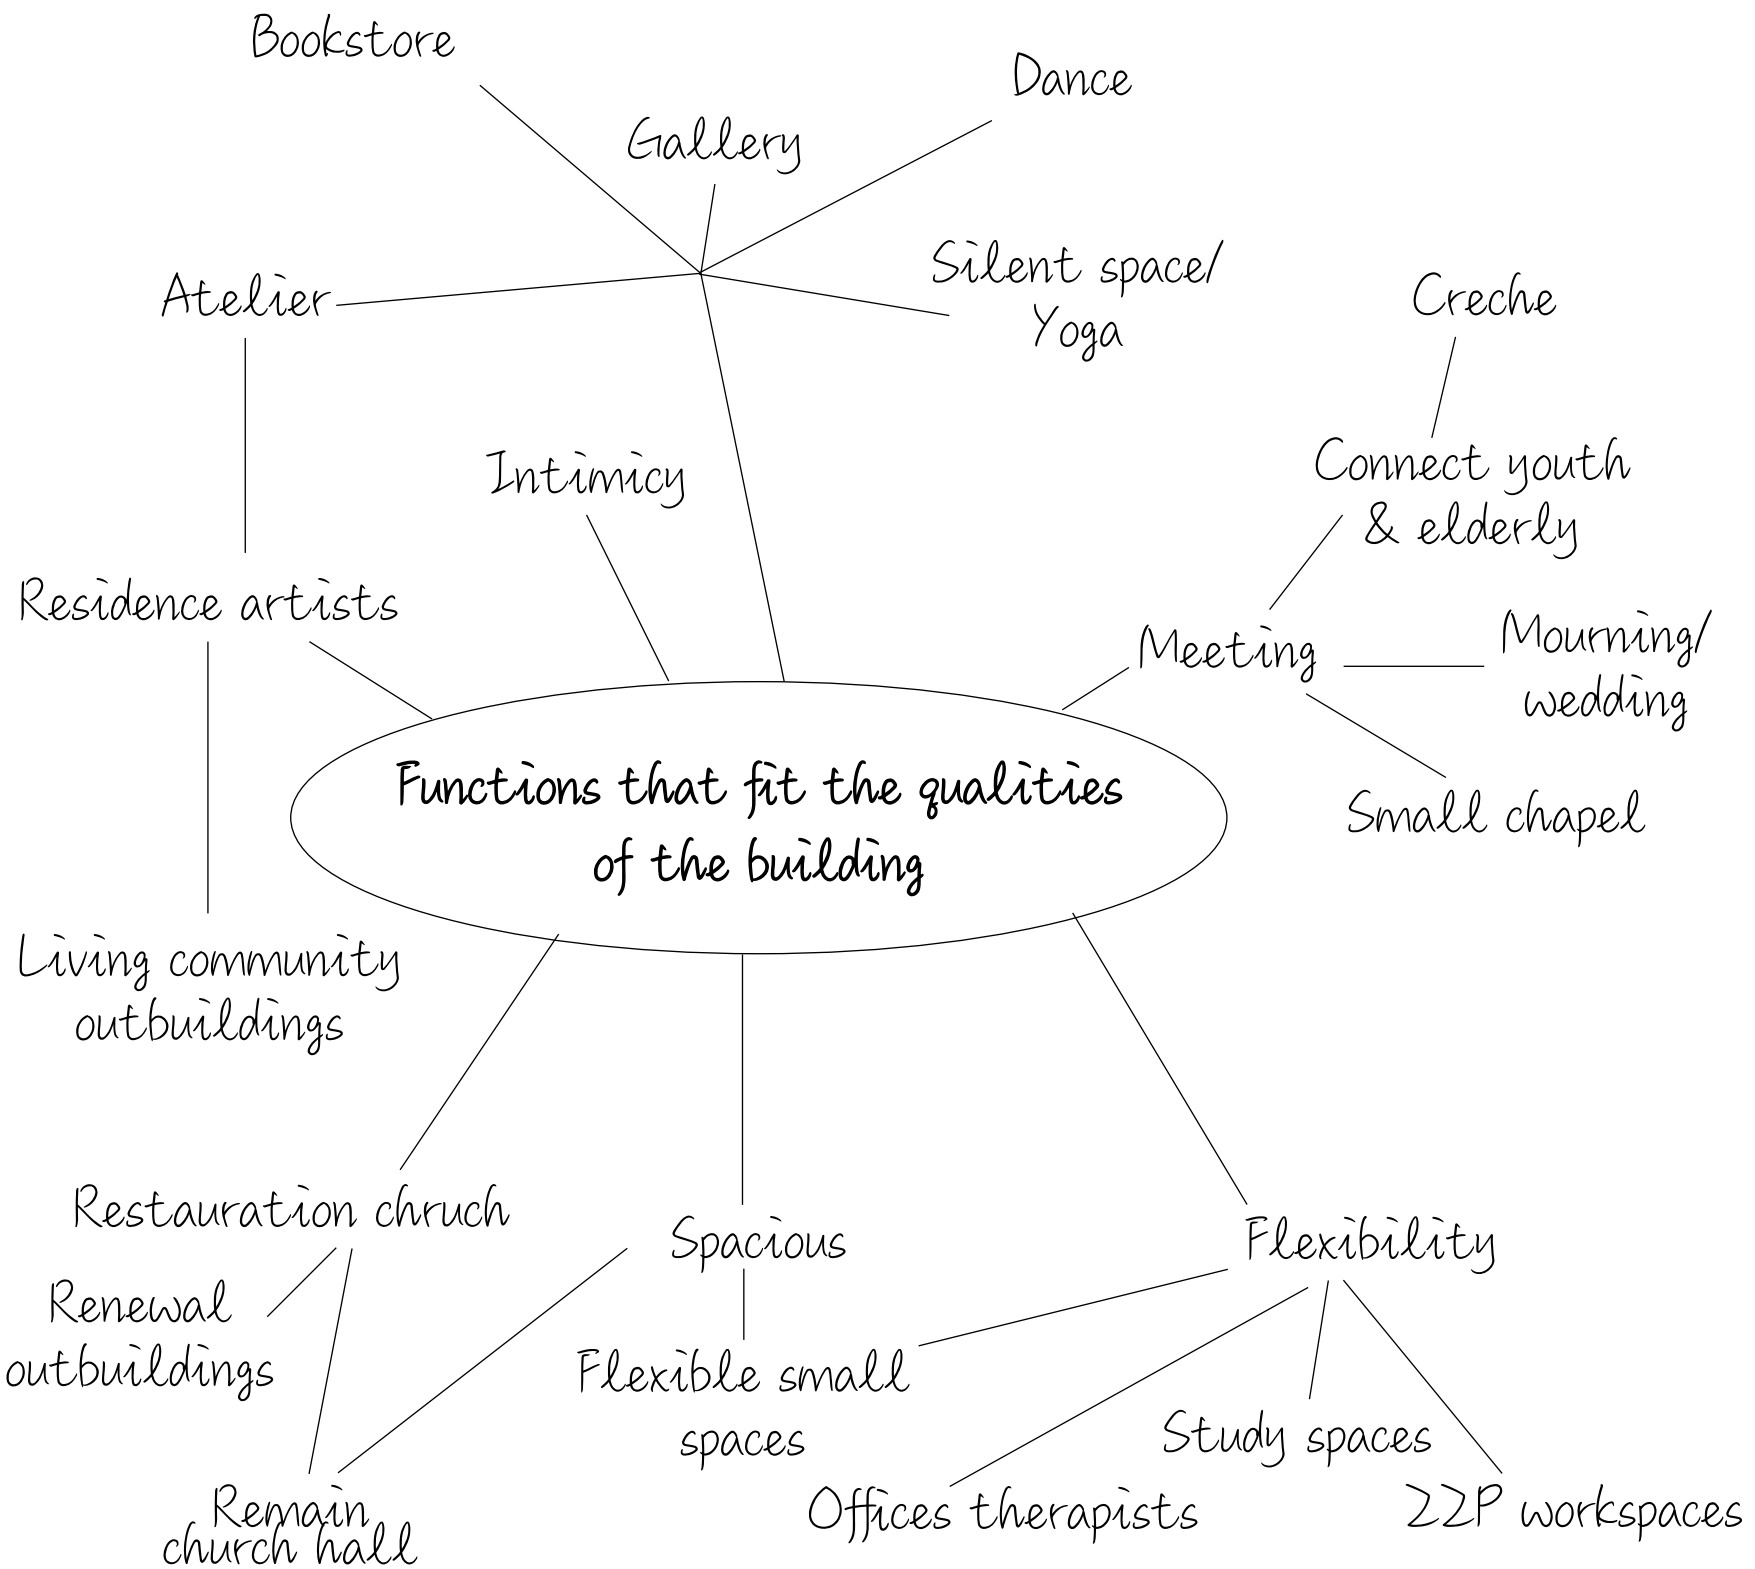 Bookstore
Dance
Gallery
Silent space/
Yoga
Atelier
Creche
Intimicy
Connect youth
& elderly
Residence artists
Meeting
Mourning/
wedding
Functions that fit the qualities
of the building
Small chapel
Living community
outbuildings
Restauration chruch
Spacious
Flexibility
Renewal
outbuildings
Flexible small
spaces
Study spaces
Remain
church hall
Offices therapists
ZZP workspaces